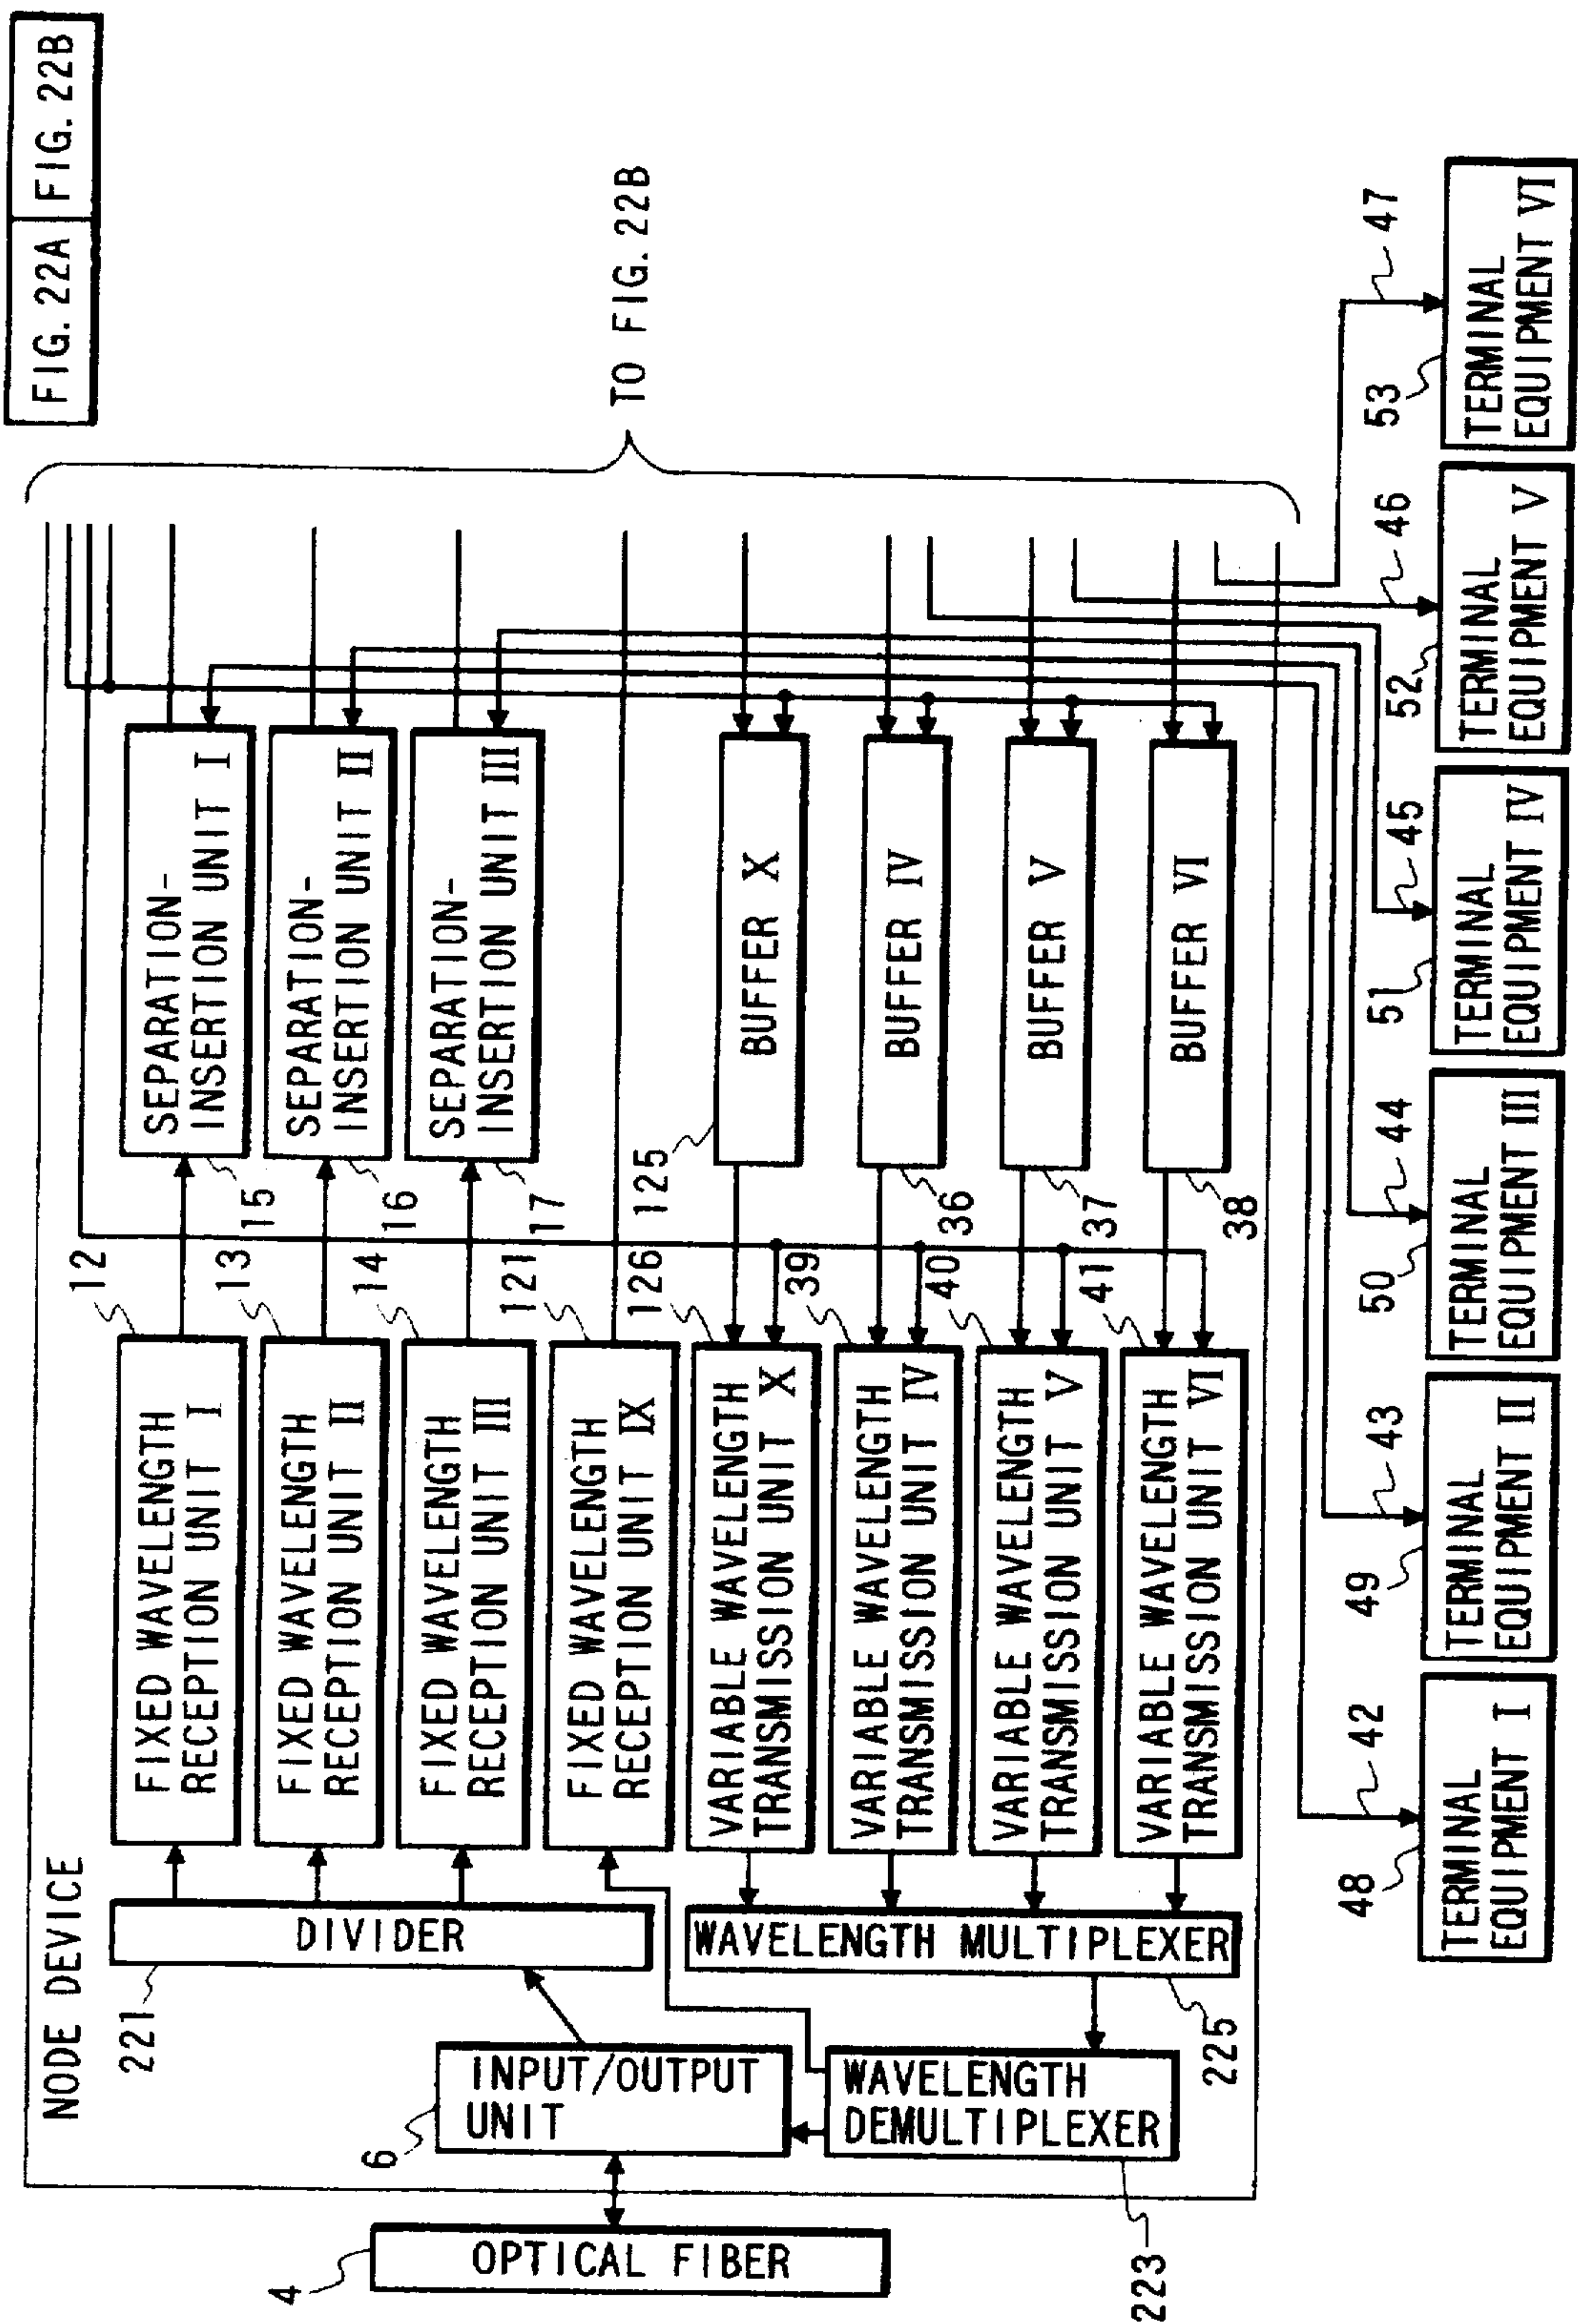 FIG. 22A
FIG. 22B
NODE DEVICE
TO FIG. 22B
4
OPTICAL FIBER
6
INPUT/OUTPUT
UNIT
223
WAVELENGTH
DEMULTIPLEXER
221
DIVIDER
225
WAVELENGTH MULTIPLEXER
12
FIXED WAVELENGTH
RECEPTION UNIT I
13
FIXED WAVELENGTH
RECEPTION UNIT II
14
FIXED WAVELENGTH
RECEPTION UNIT III
121
FIXED WAVELENGTH
RECEPTION UNIT IX
126
VARIABLE WAVELENGTH
TRANSMISSION UNIT X
39
VARIABLE WAVELENGTH
TRANSMISSION UNIT IV
40
VARIABLE WAVELENGTH
TRANSMISSION UNIT V
41
VARIABLE WAVELENGTH
TRANSMISSION UNIT VI
15
SEPARATION-
INSERTION UNIT I
16
SEPARATION-
INSERTION UNIT II
17
SEPARATION-
INSERTION UNIT III
125
BUFFER X
36
BUFFER IV
37
BUFFER V
38
BUFFER VI
48
42
TERMINAL
EQUIPMENT I
49
43
TERMINAL
EQUIPMENT II
50
44
TERMINAL
EQUIPMENT III
51
45
TERMINAL
EQUIPMENT IV
52
46
TERMINAL
EQUIPMENT V
53
47
TERMINAL
EQUIPMENT VI